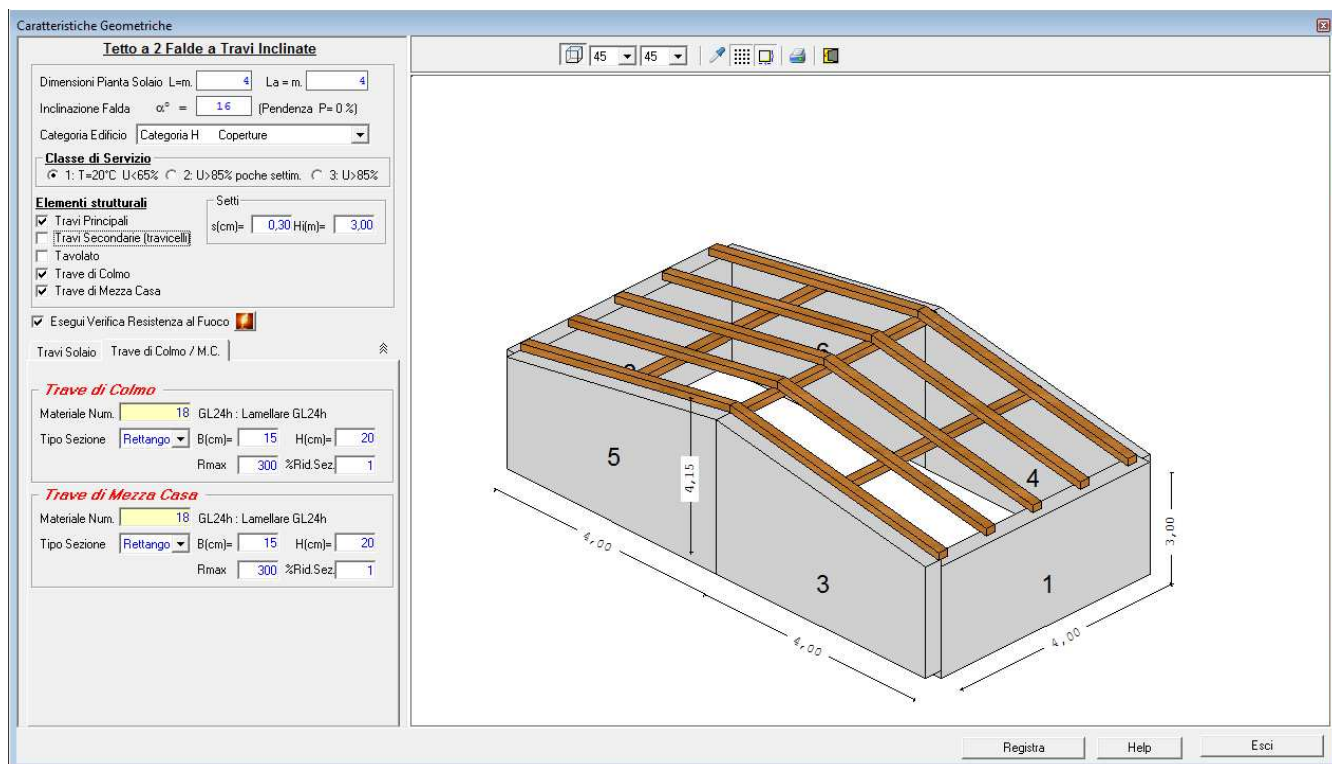 Caratteristiche Geometriche
Tetto a 2 Falde a Travi Inclinate
45 45
Dimensioni Pianta Solaio L=m. 4 La = m. 4
Inclinazione Falda α° = 16 (Pendenza P= 0 %)
Categoria Edificio Categoria H Coperture
Classe di Servizio
1: T=20°C U<65% 2: U>85% poche settim. 3: U>85%
Elementi strutturali
Setti
Travi Principali
s(cm)= 0,30 Hi(m)= 3,00
Travi Secondarie (travicelli)
Tavolato
Trave di Colmo
Trave di Mezza Casa
Esegui Verifica Resistenza al Fuoco
Travi Solaio Trave di Colmo / M.C.
Trave di Colmo
Materiale Num. 18 GL24h : Lamellare GL24h
Tipo Sezione Rettango B(cm)= 15 H(cm)= 20
Rmax 300 %Rid.Sez. 1
Trave di Mezza Casa
Materiale Num. 18 GL24h : Lamellare GL24h
Tipo Sezione Rettango B(cm)= 15 H(cm)= 20
Rmax 300 %Rid.Sez. 1
5
4,15
4
3
1
3,00
4,00
4,00
4,00
Registra Help Esci